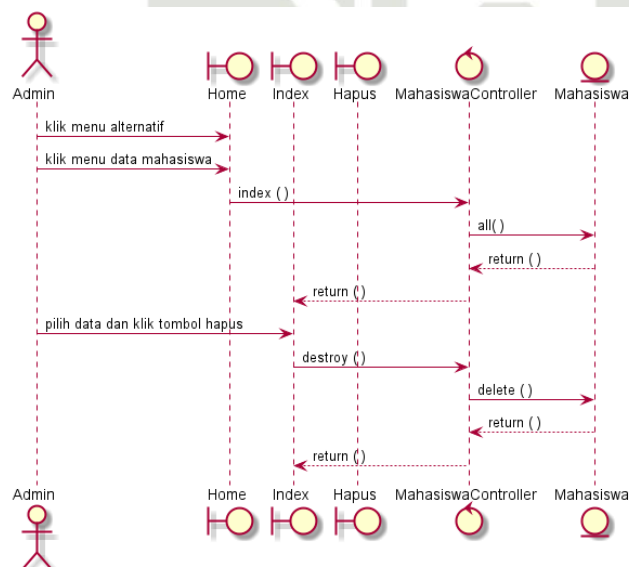 Admin Home Index Hapus MahasiswaController Mahasiswa
klik menu alternatif
klik menu data mahasiswa
index ( )
all( )
return ( )
return ( )
pilih data dan klik tombol hapus
destroy ( )
delete ( )
return ( )
return ( )
Admin Home Index Hapus MahasiswaController Mahasiswa